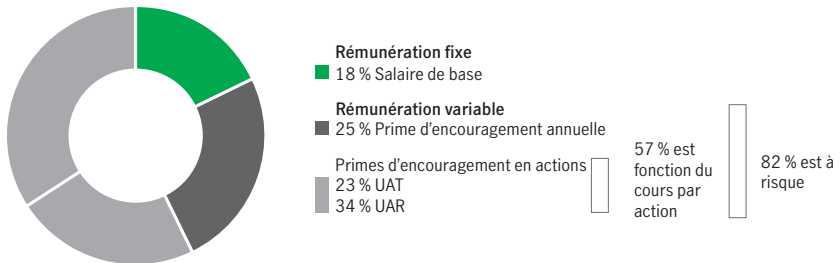 Rémunération fixe
18 % Salaire de base
Rémunération variable
25 % Prime d'encouragement annuelle
Primes d'encouragement en actions
23 % UAT
34 % UAR
57 % est
fonction du
cours par
action
82 % est à
risque